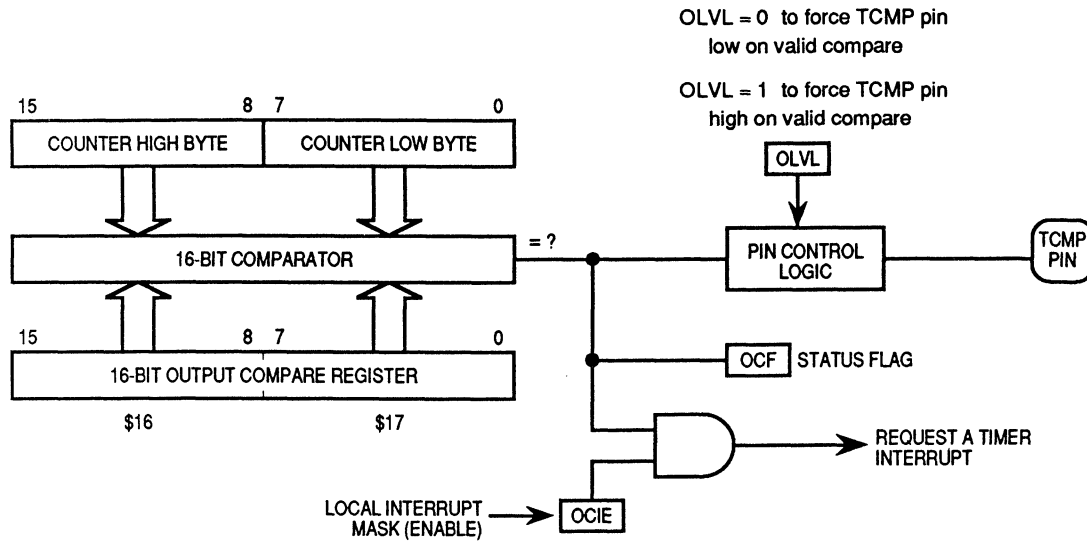 OLVL = 0 to force TCMP pin
low on valid compare
OLVL = 1 to force TCMP pin
high on valid compare
15 8 7 0
COUNTER HIGH BYTE COUNTER LOW BYTE
OLVL
16-BIT COMPARATOR
= ?
PIN CONTROL
LOGIC
TCMP
PIN
15 8 7 0
16-BIT OUTPUT COMPARE REGISTER
$16 $17
OCF STATUS FLAG
REQUEST A TIMER
INTERRUPT
LOCAL INTERRUPT
MASK (ENABLE)
OCIE